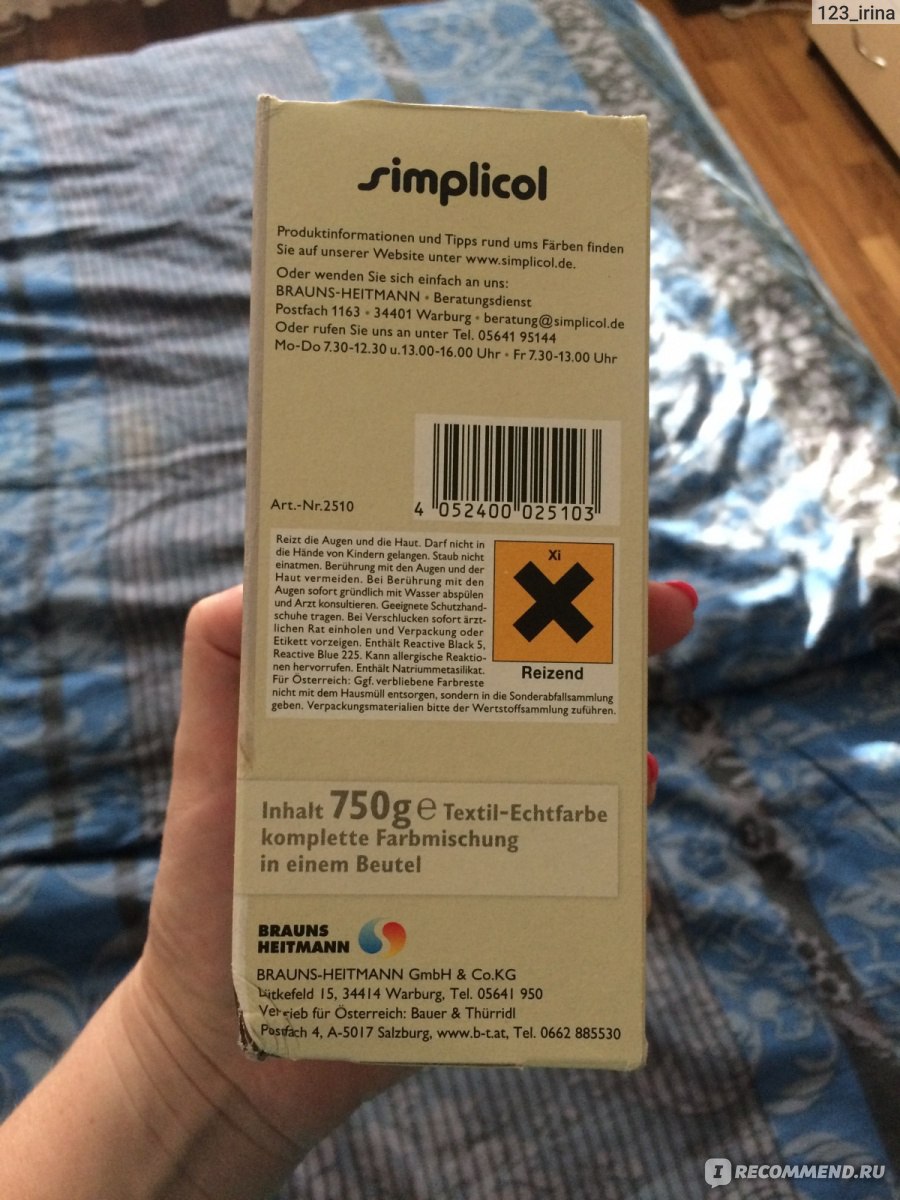 123_irina
simplicol
Produktinformationen und Tipps rund ums Färben finden
Sie auf unserer Website unter www.simplicol.de.
Oder wenden Sie sich einfach an uns:
BRAUNS-HEITMANN • Beratungsdienst
Postfach 1163 • 34401 Warburg • beratung@simplicol.de
Oder rufen Sie uns an unter Tel. 05641 95144
Mo-Do 7.30-12.30 u. 13.00-16.00 Uhr • Fr 7.30-13.00 Uhr
Art.-Nr.2510
4 052400 025103
Reizt die Augen und die Haut. Darf nicht in
die Hände von Kindern gelangen. Staub nicht
einatmen. Berührung mit den Augen und der
Haut vermeiden. Bei Berührung mit den
Augen sofort gründlich mit Wasser abspülen
und Arzt konsultieren. Geeignete Schutzhand-
schuhe tragen. Bei Verschlucken sofort ärzt-
lichen Rat einholen und Verpackung oder
Etikett vorzeigen. Enthält Reactive Black 5,
Reactive Blue 225. Kann allergische Reaktio-
nen hervorrufen. Enthält Natriummetasilikat.
Für Österreich: Ggf. verbliebene Farbreste
nicht mit dem Hausmüll entsorgen, sondern in die Sonderabfallsammlung
geben. Verpackungsmaterialien bitte der Wertstoffsammlung zuführen.
Xi
Reizend
Inhalt 750g ℮ Textil-Echtfarbe
komplette Farbmischung
in einem Beutel
BRAUNS
HEITMANN
BRAUNS-HEITMANN GmbH & Co.KG
Lütkefeld 15, 34414 Warburg, Tel. 05641 950
Vertrieb für Österreich: Bauer & Thürridl
Postfach 4, A-5017 Salzburg, www.b-t.at, Tel. 0662 885530
I RECOMMEND.RU